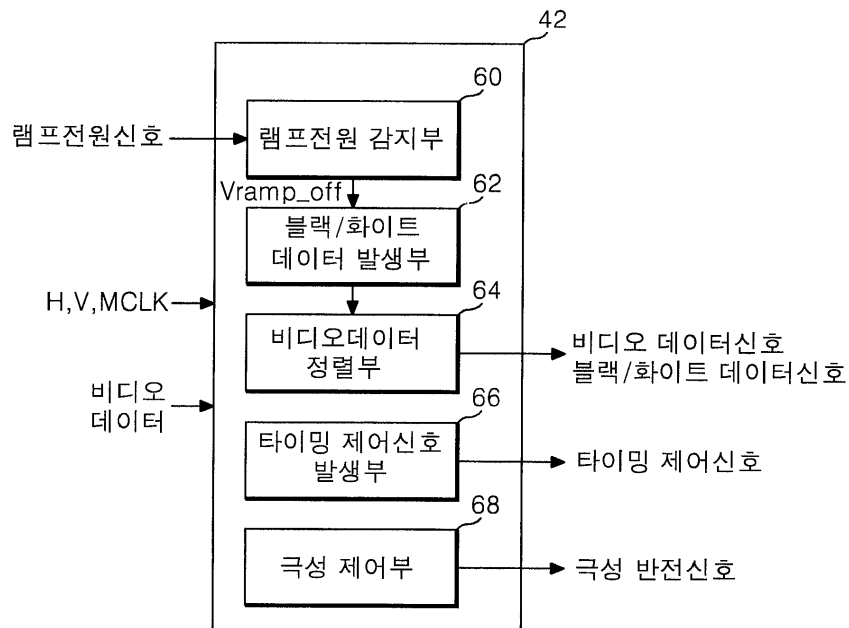 42
60
램프전원신호
램프전원 감지부
Vramp_off
62
블랙/화이트
데이터 발생부
H,V,MCLK
64
비디오데이터
정렬부
비디오 데이터신호
블랙/화이트 데이터신호
비디오
데이터
66
타이밍 제어신호
발생부
타이밍 제어신호
68
극성 제어부
극성 반전신호